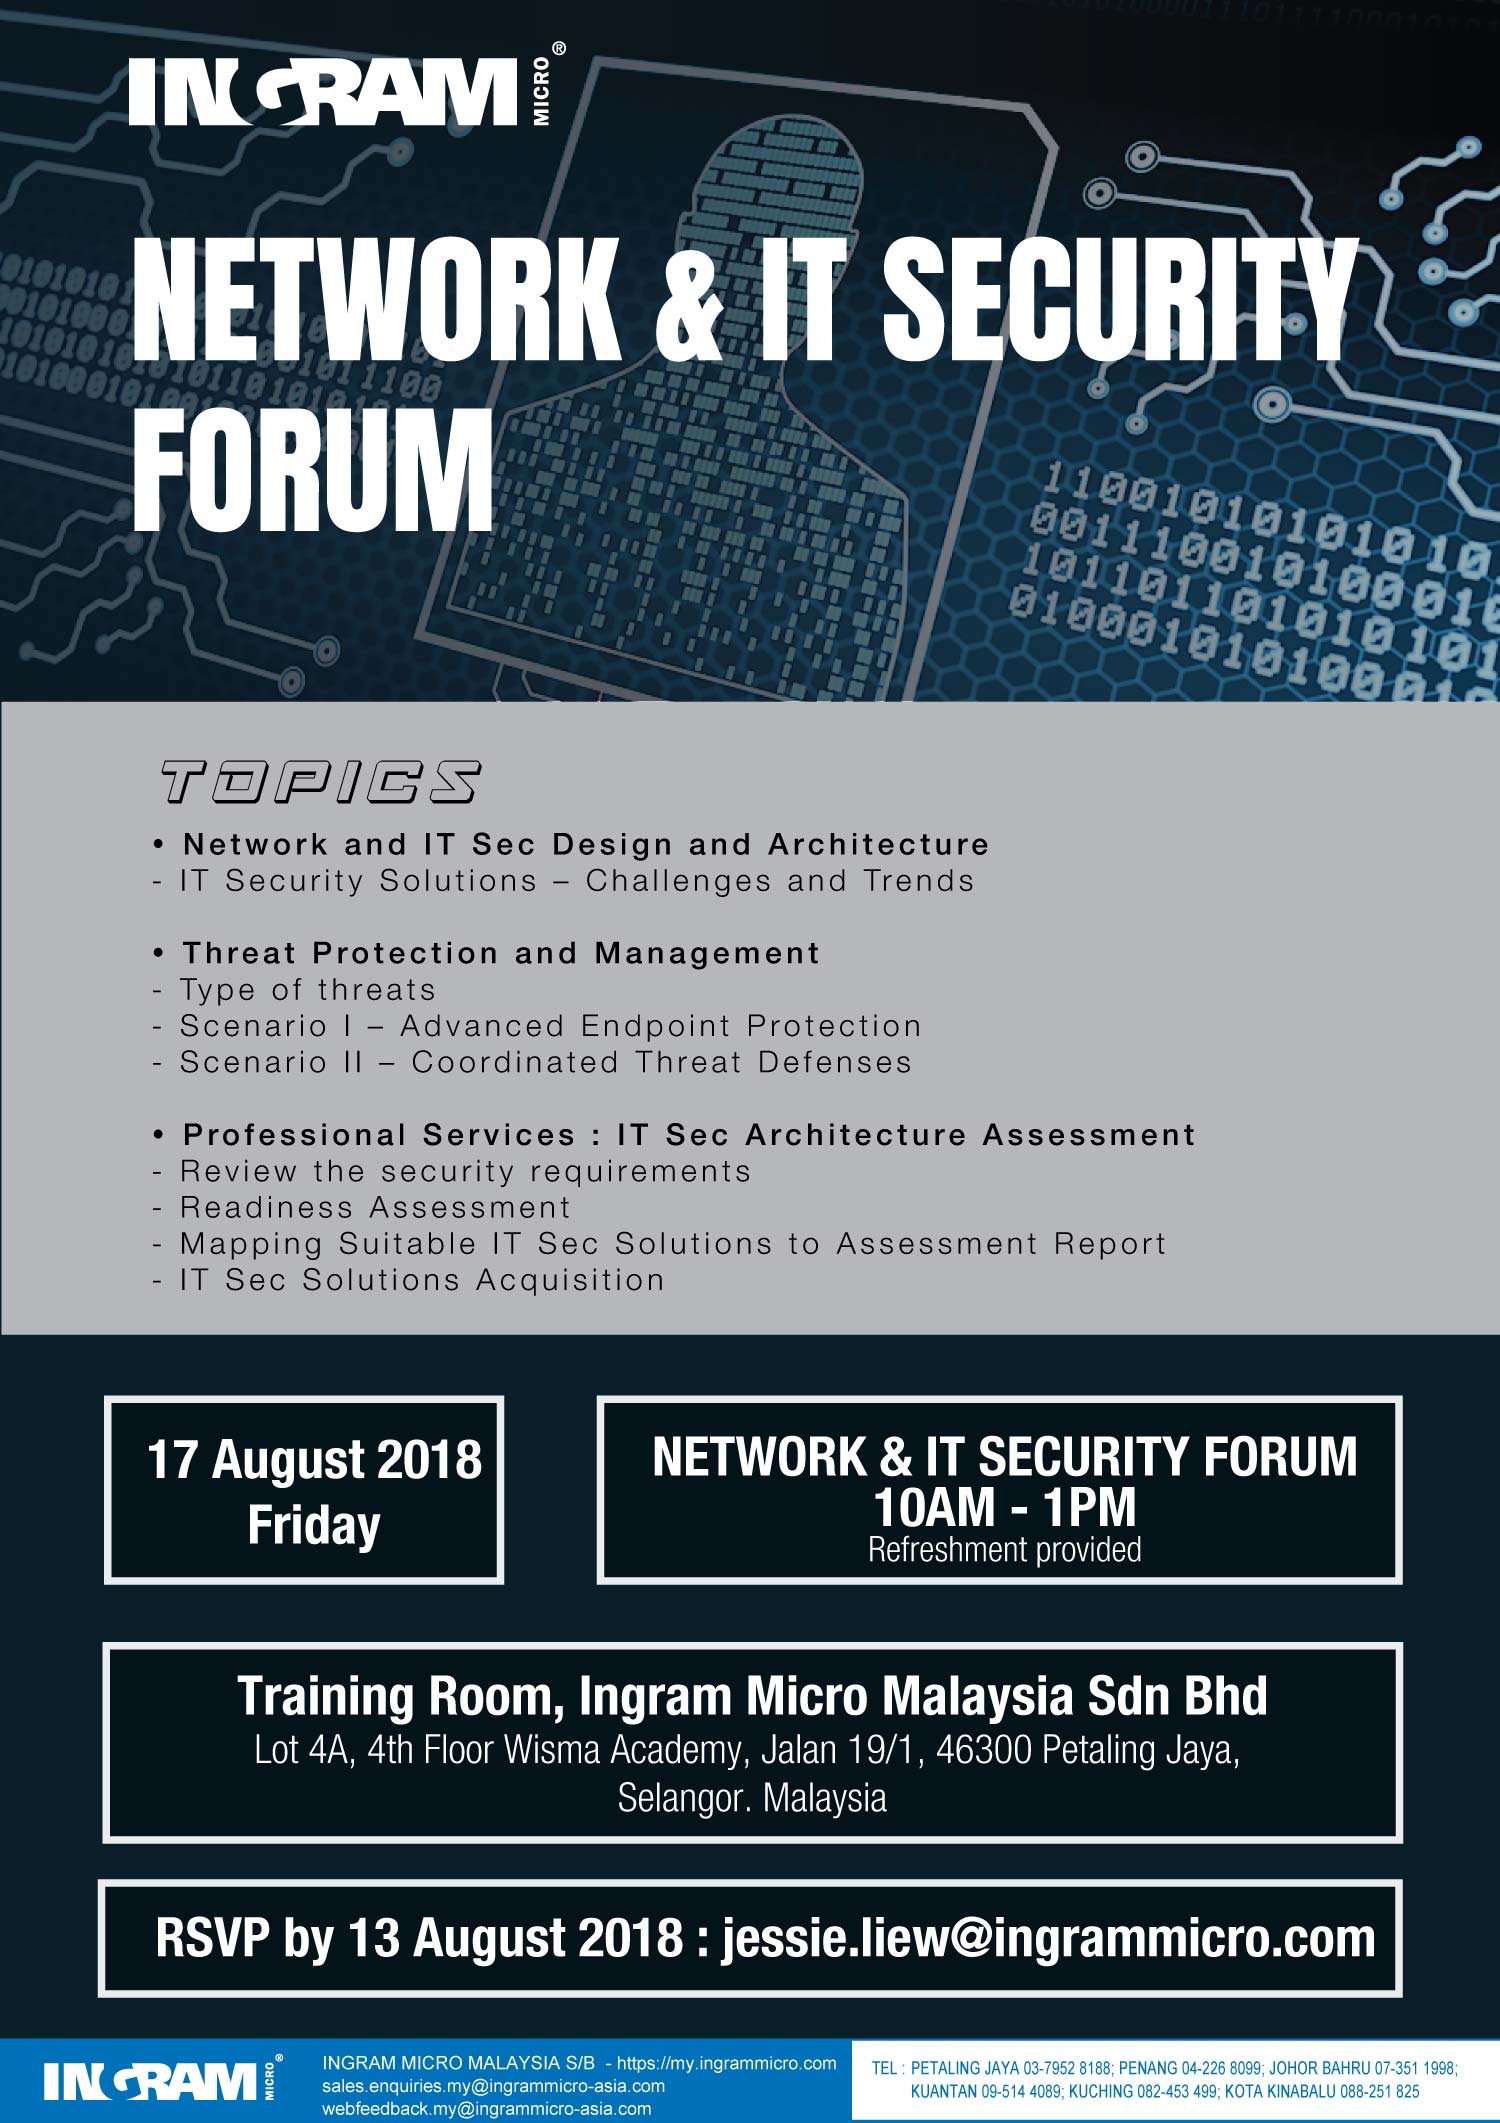 INGRAM MICRO ®
NETWORK & IT SECURITY
FORUM
TOPICS
• Network and IT Sec Design and Architecture
- IT Security Solutions – Challenges and Trends
• Threat Protection and Management
- Type of threats
- Scenario I – Advanced Endpoint Protection
- Scenario II – Coordinated Threat Defenses
• Professional Services : IT Sec Architecture Assessment
- Review the security requirements
- Readiness Assessment
- Mapping Suitable IT Sec Solutions to Assessment Report
- IT Sec Solutions Acquisition
17 August 2018
Friday
NETWORK & IT SECURITY FORUM
10AM - 1PM
Refreshment provided
Training Room, Ingram Micro Malaysia Sdn Bhd
Lot 4A, 4th Floor Wisma Academy, Jalan 19/1, 46300 Petaling Jaya,
Selangor. Malaysia
RSVP by 13 August 2018 : jessie.liew@ingrammicro.com
INGRAM MICRO ®
INGRAM MICRO MALAYSIA S/B - https://my.ingrammicro.com
sales.enquiries.my@ingrammicro-asia.com
webfeedback.my@ingrammicro-asia.com
TEL : PETALING JAYA 03-7952 8188; PENANG 04-226 8099; JOHOR BAHRU 07-351 1998;
KUANTAN 09-514 4089; KUCHING 082-453 499; KOTA KINABALU 088-251 825